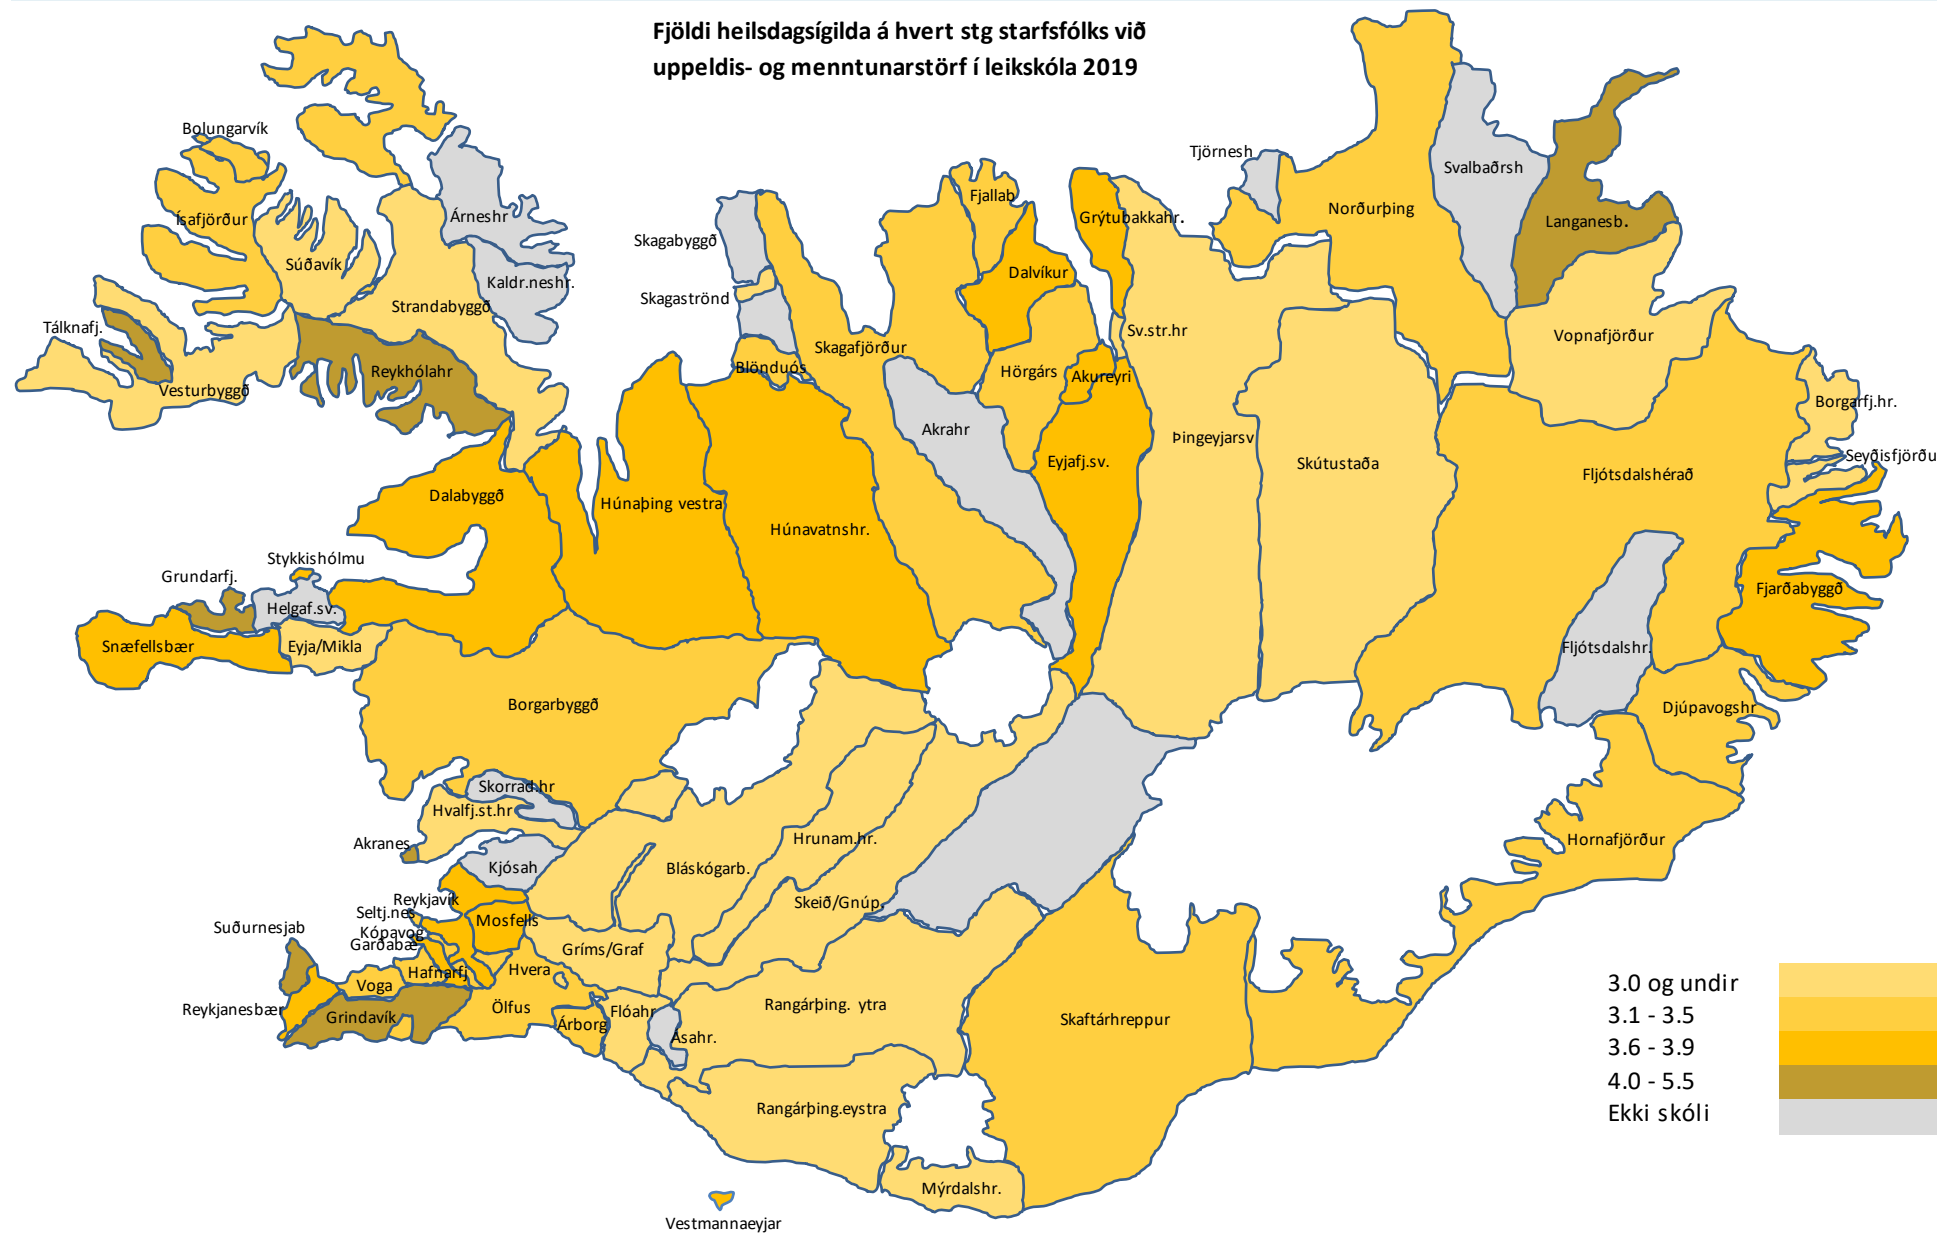 Fjöldi heilsdagsígilda á hvert stg starfsfólks við
uppeldis- og menntunarstörf í leikskóla 2019
Bolungarvík
Ísafjörður
Súðavík
Árneshr
Kaldr.neshr.
Strandabyggð
Tálknafj.
Vesturbyggð
Reykhólahr
Skagabyggð
Skagaströnd
Blönduós
Skagafjörður
Fjallab
Dalvíkur
Hörgárs
Akureyri
Grýtubakkahr.
Sv.str.hr
Tjörnesh
Norðurþing
Svalbaðrsh
Langanesb.
Vopnafjörður
Borgarfj.hr.
Seyðisfjörðu
Akrahr
Eyjafj.sv.
Þingeyjarsv
Skútustaða
Fljótsdalshérað
Dalabyggð
Húnaþing vestra
Húnavatnshr.
Stykkishólmu
Grundarfj.
Helgaf.sv.
Snæfellsbær
Eyja/Mikla
Fjarðabyggð
Fljótsdalshr.
Djúpavogshr
Borgarbyggð
Skorrad.hr
Hvalfj.st.hr
Akranes
Kjósah
Bláskógarb.
Hrunam.hr.
Skeið/Gnúp.
Hornafjörður
Reykjavík
Seltj.nes
Kópavog
Garðabæ
Mosfells
Hafnarfj
Suðurnesjab
Reykjanesbær
Voga
Grindavík
Hvera
Gríms/Graf
Ölfus
Árborg
Flóahr
Ásahr.
Rangárþing. ytra
Skaftárhreppur
Rangárþing.eystra
Mýrdalshr.
Vestmannaeyjar
3.0 og undir
3.1 - 3.5
3.6 - 3.9
4.0 - 5.5
Ekki skóli